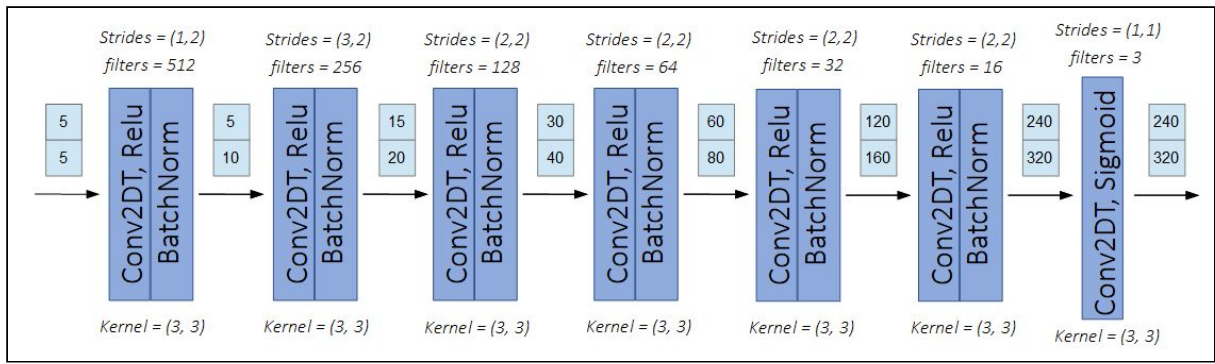 Strides = (1,2)
filters = 512
Strides = (3,2)
filters = 256
Strides = (2,2)
filters = 128
Strides = (2,2)
filters = 64
Strides = (2,2)
filters = 32
Strides = (2,2)
filters = 16
Strides = (1,1)
filters = 3
5
5
Conv2DT, Relu
BatchNorm
5
10
Conv2DT, Relu
BatchNorm
15
20
Conv2DT, Relu
BatchNorm
30
40
Conv2DT, Relu
BatchNorm
60
80
Conv2DT, Relu
BatchNorm
120
160
Conv2DT, Relu
BatchNorm
240
320
Conv2DT, Sigmoid
240
320
Kernel = (3, 3)
Kernel = (3, 3)
Kernel = (3, 3)
Kernel = (3, 3)
Kernel = (3, 3)
Kernel = (3, 3)
Kernel = (3, 3)